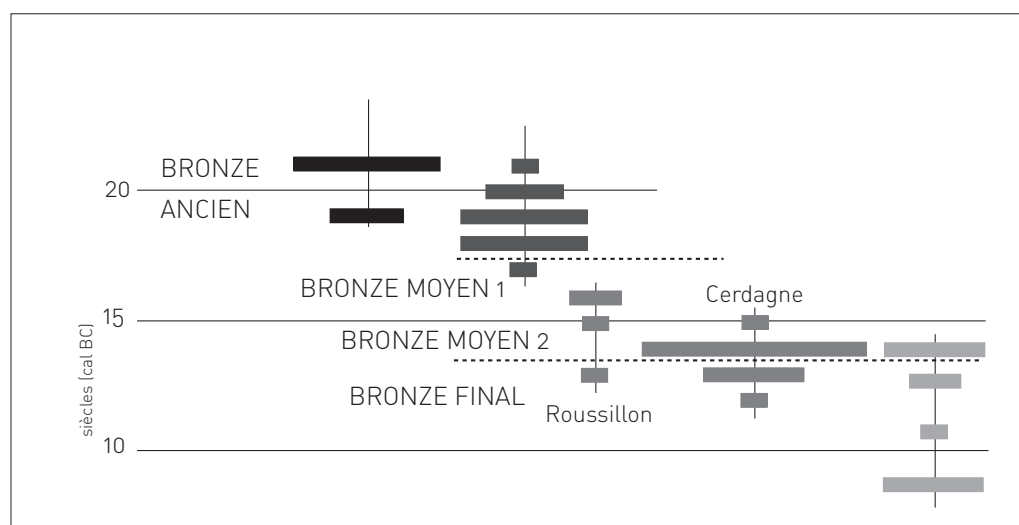 BRONZE
20
ANCIEN
BRONZE MOYEN 1
Cerdagne
15
BRONZE MOYEN 2
siècles (cal BC)
BRONZE FINAL
Roussillon
10